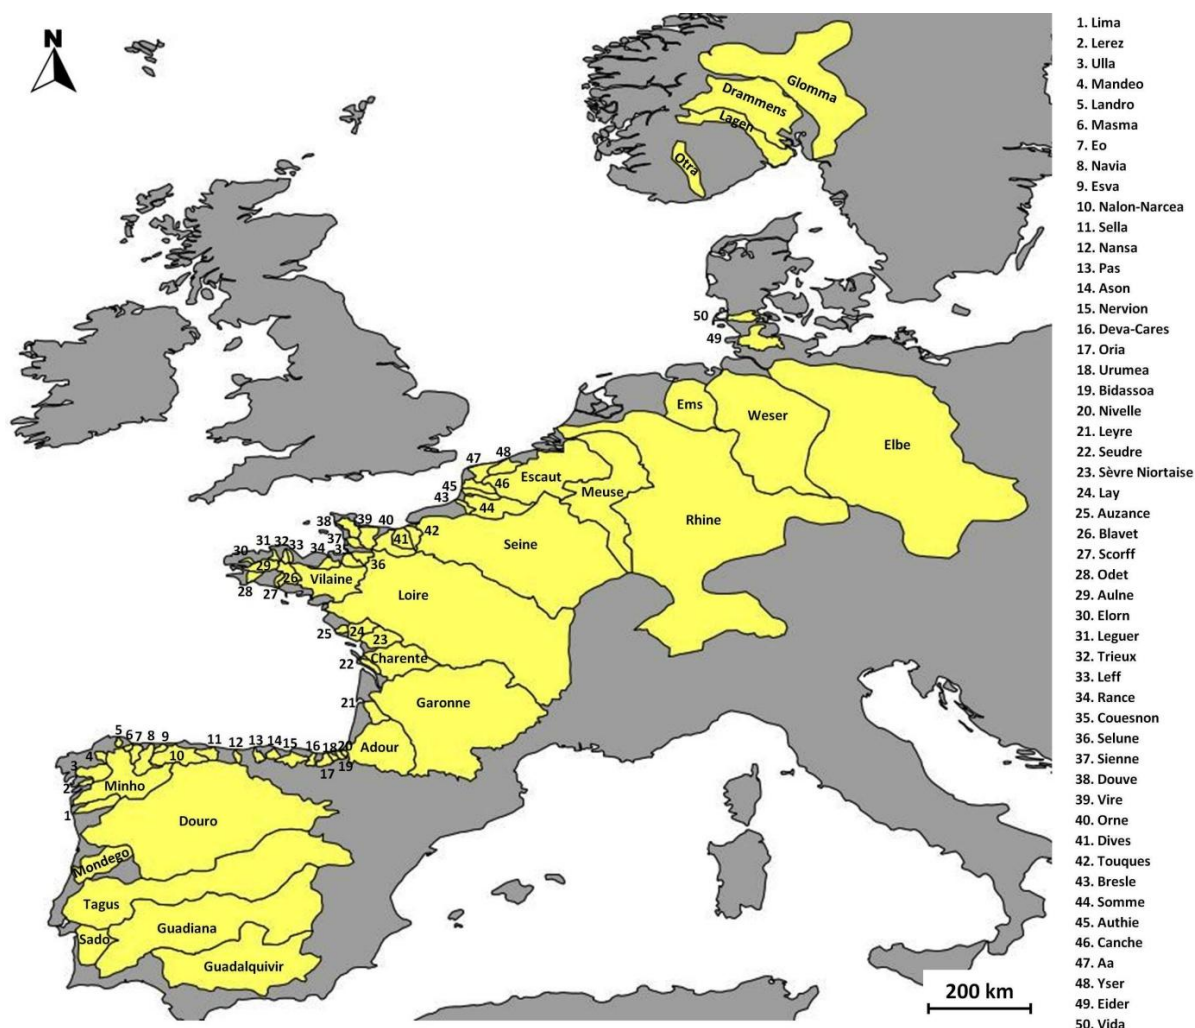 N
Glomma
Drammens
Lagen
Otra
50
49
Ems
Weser
Elbe
48
47
Escaut
46
45
Meuse
43
44
Rhine
38
39
40
42
41
37
Seine
31
32
33
34
35
30
36
29
26
Vilaine
28
27
Loire
25
24
23
Charente
22
21
Garonne
Adour
5
6
7
8
9
11
12
13
14
15
16
18
20
4
10
19
17
3
Minho
2
1
Douro
Mondego
Tagus
Guadiana
Sado
Guadalquivir
200 km
1. Lima
2. Lerez
3. Ulla
4. Mandeo
5. Landro
6. Masma
7. Eo
8. Navia
9. Esva
10. Nalon-Narcea
11. Sella
12. Nansa
13. Pas
14. Ason
15. Nervion
16. Deva-Cares
17. Oria
18. Urumea
19. Bidassoa
20. Nivelle
21. Leyre
22. Seudre
23. Sèvre Niortaise
24. Lay
25. Auzance
26. Blavet
27. Scorff
28. Odet
29. Aulne
30. Elorn
31. Leguer
32. Trieux
33. Leff
34. Rance
35. Couesnon
36. Selune
37. Sienne
38. Douve
39. Vire
40. Orne
41. Dives
42. Touques
43. Bresle
44. Somme
45. Authie
46. Canche
47. Aa
48. Yser
49. Eider
50. Vida